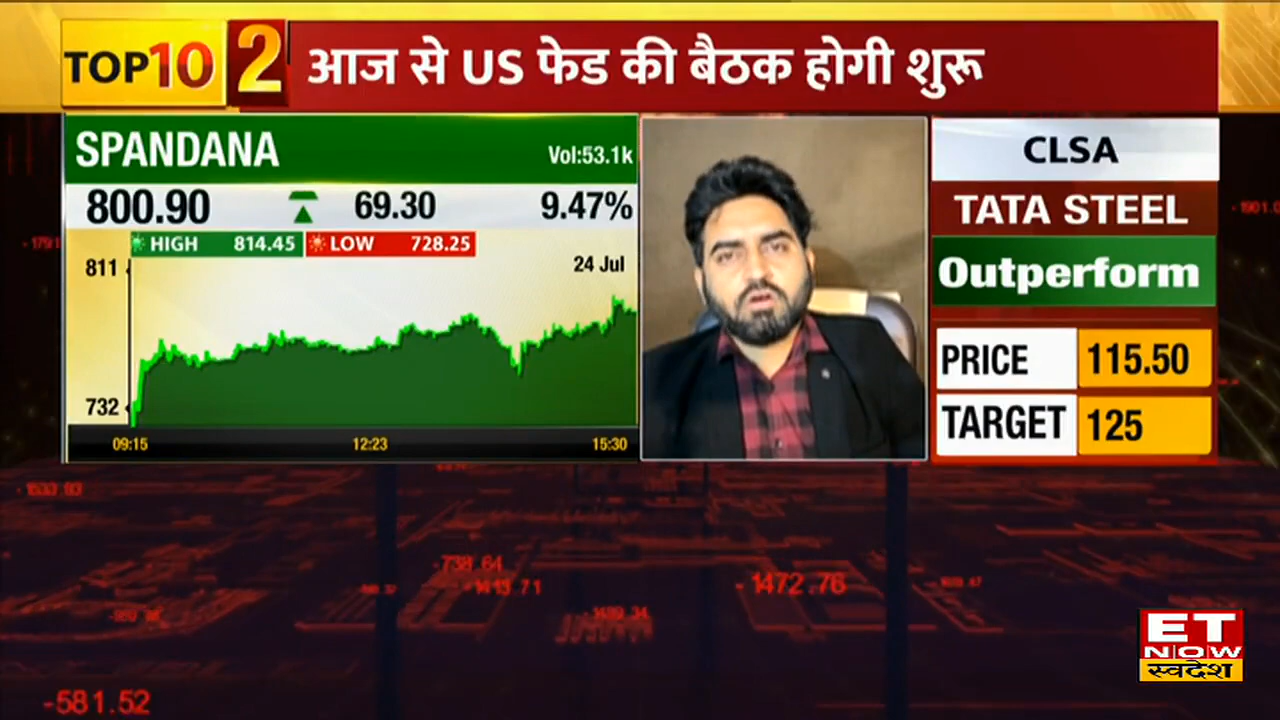 TOP10 2 आज से US फेड की बैठक होगी शुरू
SPANDANA Vol:53.1k
800.90 69.30 9.47%
HIGH 814.45 LOW 728.25
811 24 Jul
732
09:15 12:23 15:30
CLSA
TATA STEEL
Outperform
PRICE 115.50
TARGET 125
-738.64
-1472.76
-581.52
ET
NOW
स्वदेश